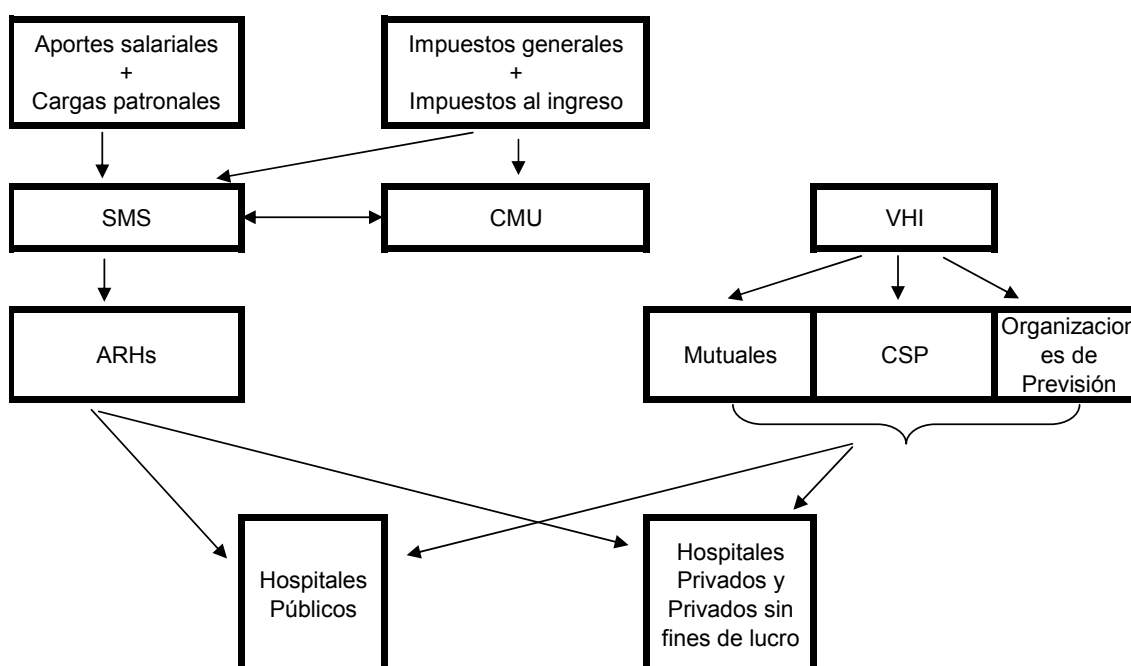 Aportes salariales
+
Cargas patronales
Impuestos generales
+
Impuestos al ingreso
SMS
CMU
VHI
ARHs
Mutuales
CSP
Organizacion
es de
Previsión
Hospitales
Públicos
Hospitales
Privados y
Privados sin
fines de lucro